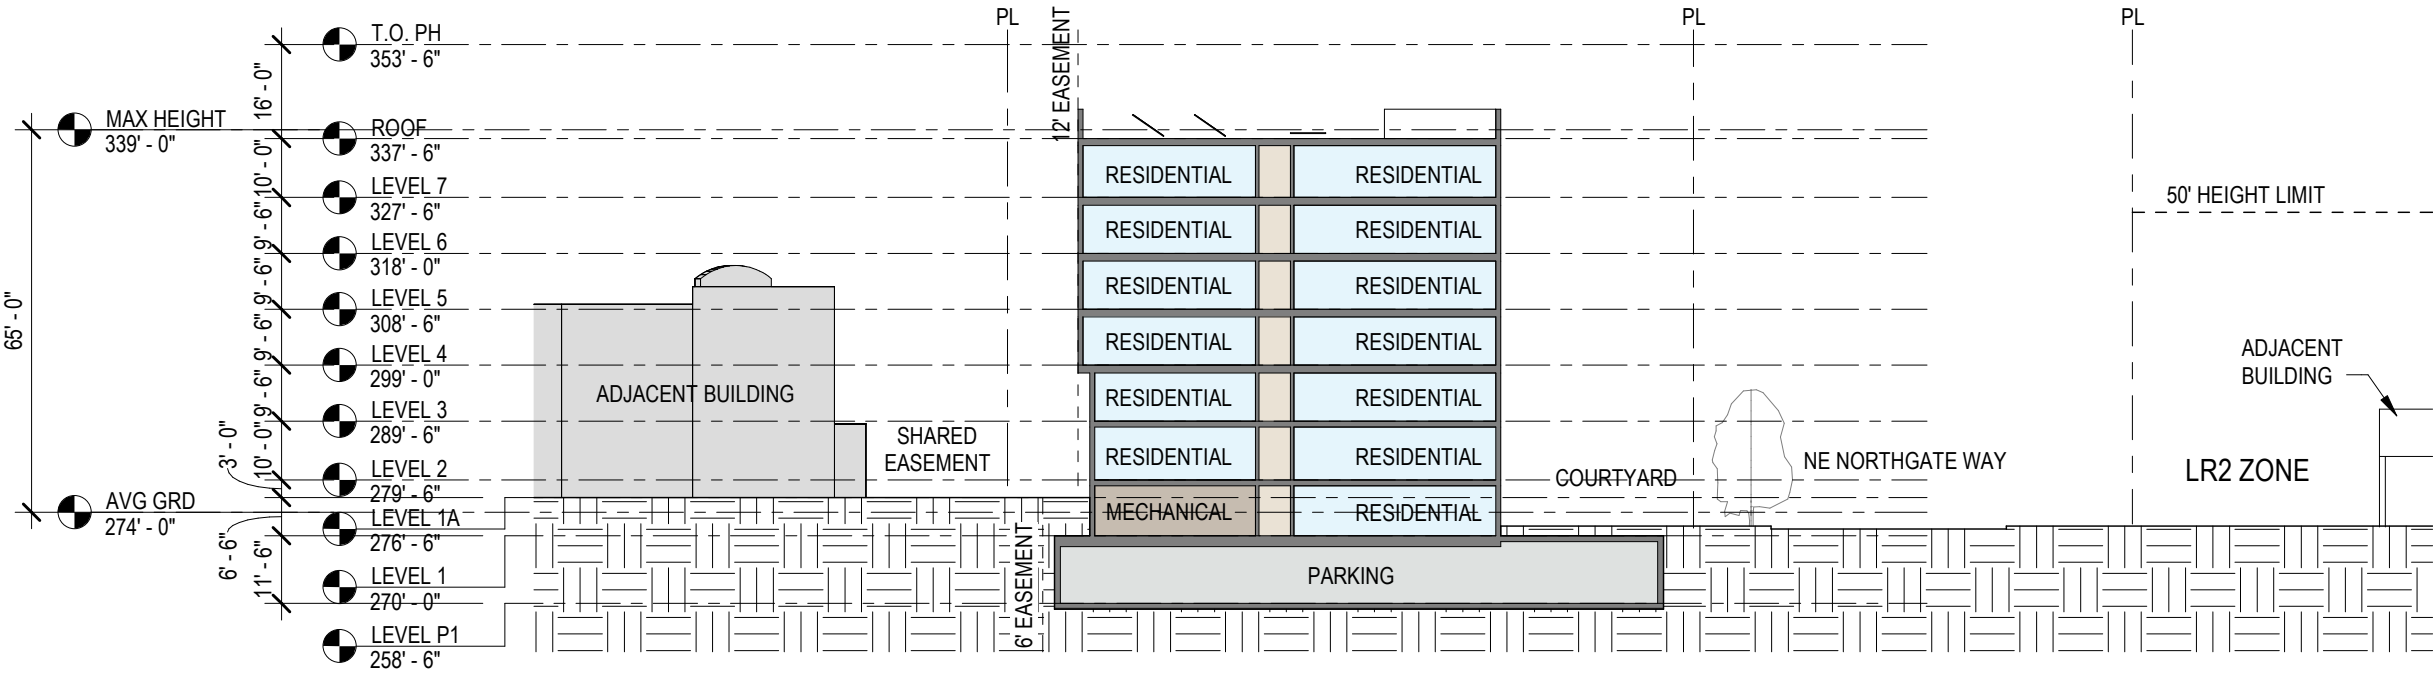 PL
PL
PL
T.O. PH
353' - 6"
12' EASEMENT
16' - 0"
MAX HEIGHT
339' - 0"
ROOF
337' - 6"
10' - 0"
RESIDENTIAL
RESIDENTIAL
LEVEL 7
327' - 6"
50' HEIGHT LIMIT
9' - 6"
RESIDENTIAL
RESIDENTIAL
LEVEL 6
318' - 0"
9' - 6"
RESIDENTIAL
RESIDENTIAL
LEVEL 5
308' - 6"
65' - 0"
9' - 6"
RESIDENTIAL
RESIDENTIAL
LEVEL 4
299' - 0"
ADJACENT
BUILDING
9' - 6"
ADJACENT BUILDING
RESIDENTIAL
RESIDENTIAL
LEVEL 3
289' - 6"
3' - 0"
10' - 0"
SHARED
EASEMENT
RESIDENTIAL
RESIDENTIAL
NE NORTHGATE WAY
LR2 ZONE
LEVEL 2
279' - 6"
COURTYARD
AVG GRD
274' - 0"
MECHANICAL
RESIDENTIAL
LEVEL 1A
276' - 6"
6' - 6"
11' - 6"
6' EASEMENT
LEVEL 1
270' - 0"
PARKING
LEVEL P1
258' - 6"